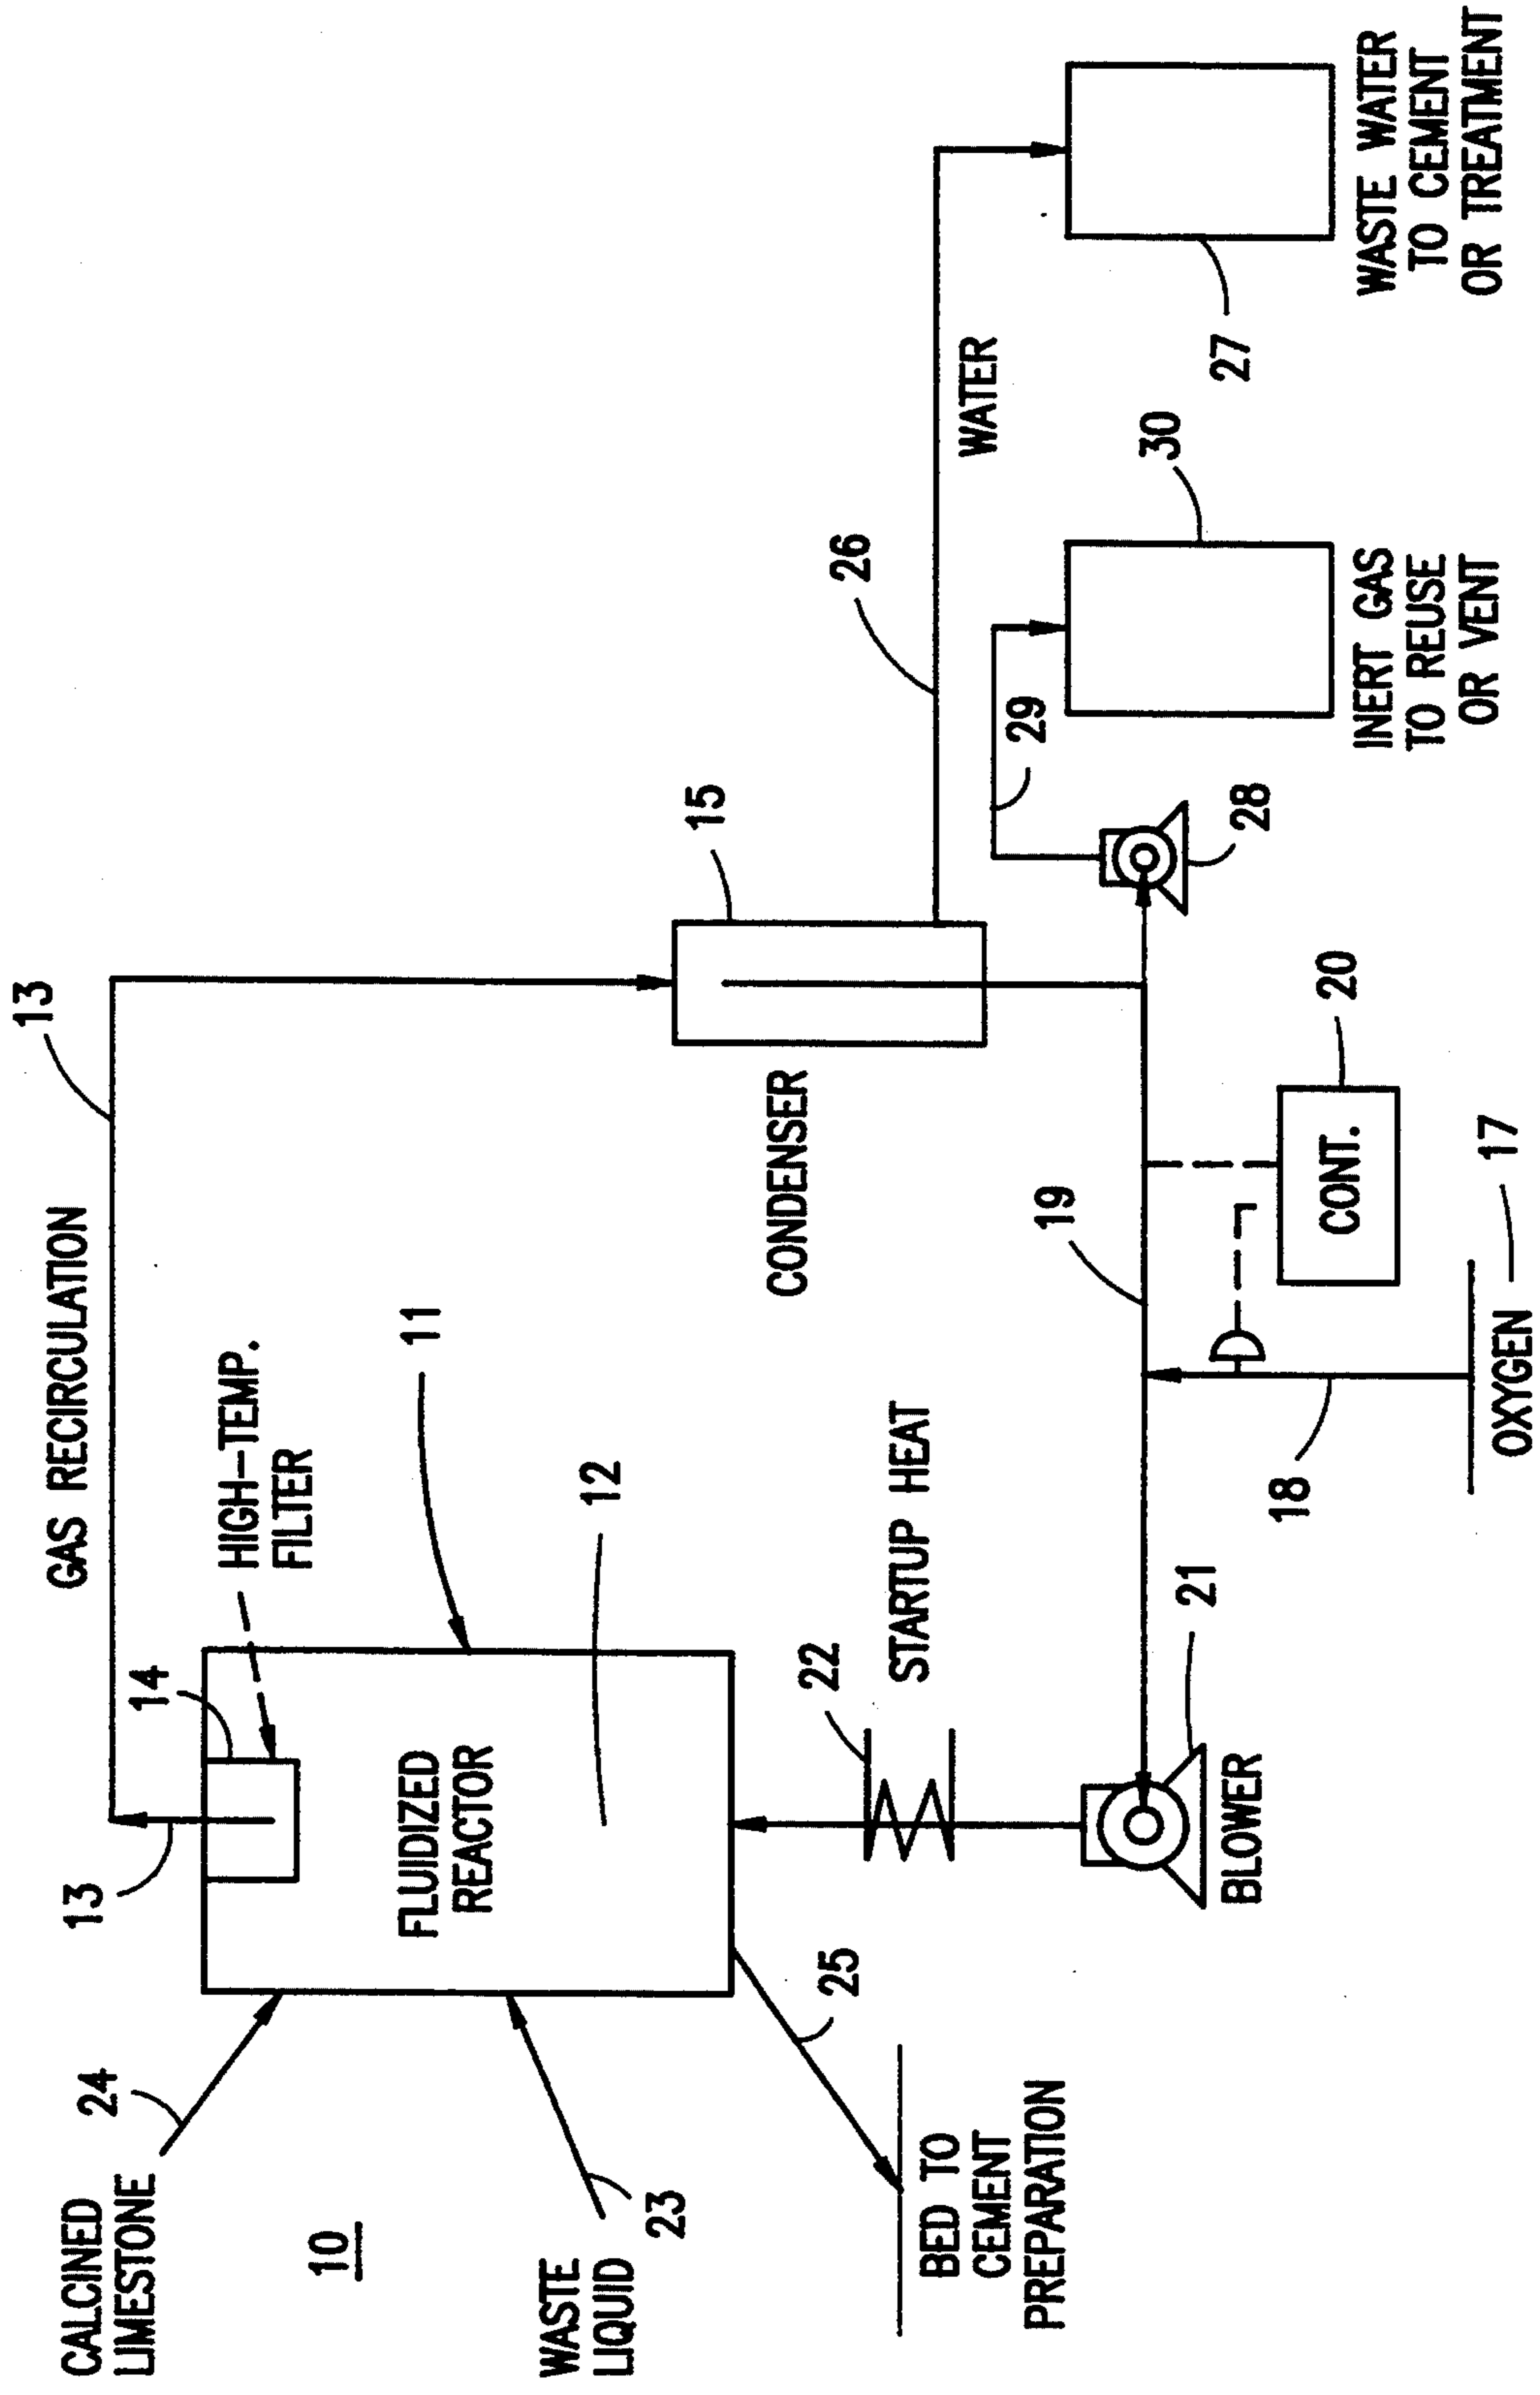 GAS RECIRCULATION
13
13
14
HIGH-TEMP.
FILTER
CALCINED
LIMESTONE
24
10
FLUIDIZED
REACTOR
11
12
WASTE
LIQUID
23
25
BED TO
CEMENT
PREPARATION
22
STARTUP HEAT
21
BLOWER
15
CONDENSER
26
WATER
19
18
OXYGEN
17
CONT.
20
28
29
30
INERT GAS
TO REUSE
OR VENT
27
WASTE WATER
TO CEMENT
OR TREATMENT